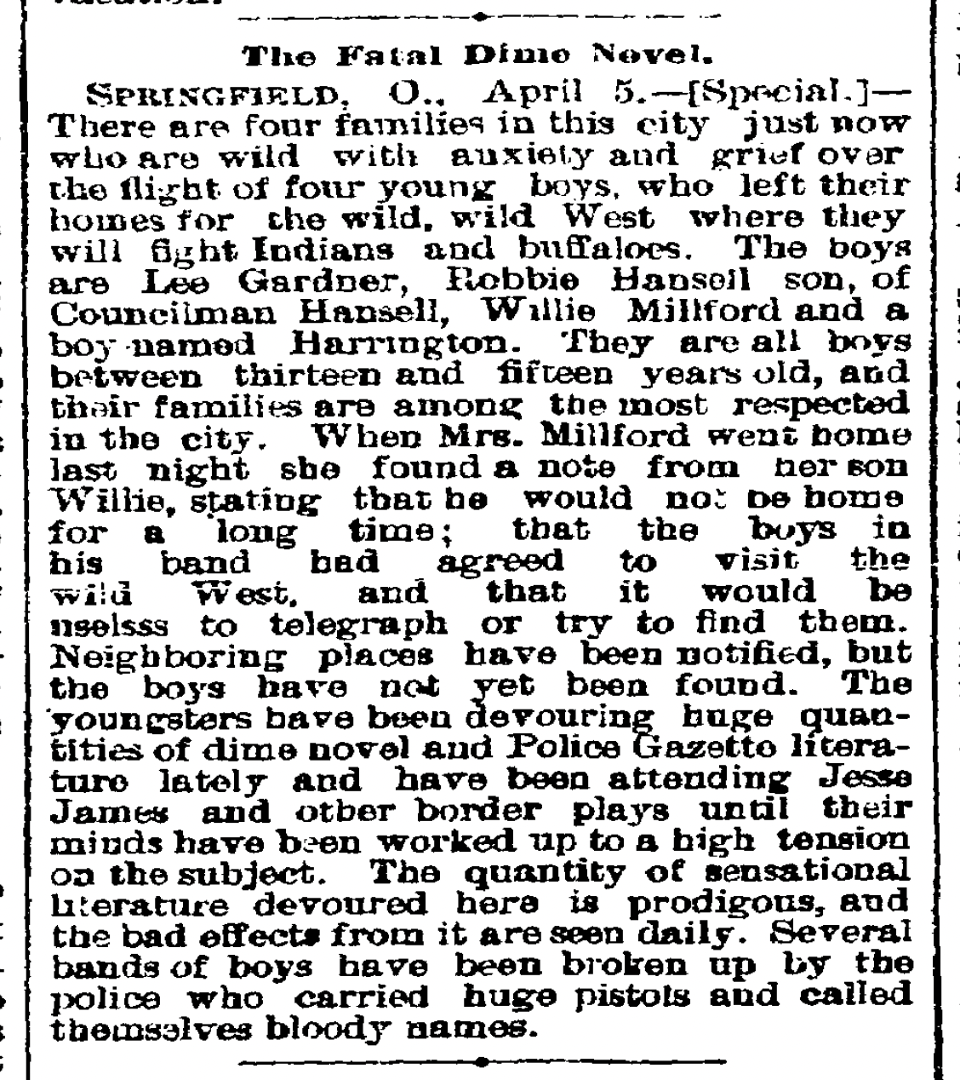 The Fatal Dime Novel.
SPRINGFIELD, O., April 5.—[Special.]—
There are four families in this city just now
who are wild with auxiety and grief over
the flight of four young boys, who left their
homes for the wild, wild West where they
will fight Indians and buffaloes. The boys
are Lee Gardner, Robbie Hansell son, of
Councilman Hansell, Willie Millford and a
boy named Harrington. They are all boys
between thirteen and fifteen years old, and
their families are among the most respected
in the city. When Mrs. Millford went home
last night she found a note from her son
Willie, stating that he would not be home
for a long time; that the boys in
his band had agreed to visit the
wild West, and that it would be
uselsss to telegraph or try to find them.
Neighboring places have been notified, but
the boys have not yet been found. The
youngsters have been devouring huge quan-
tities of dime novel and Police Gazette litera-
ture lately and have been attending Jesse
James and other border plays until their
minds have been worked up to a high tension
on the subject. The quantity of sensational
literature devoured here is prodigous, and
the bad effects from it are seen daily. Several
bands of boys have been broken up by the
police who carried huge pistols and called
themselves bloody names.